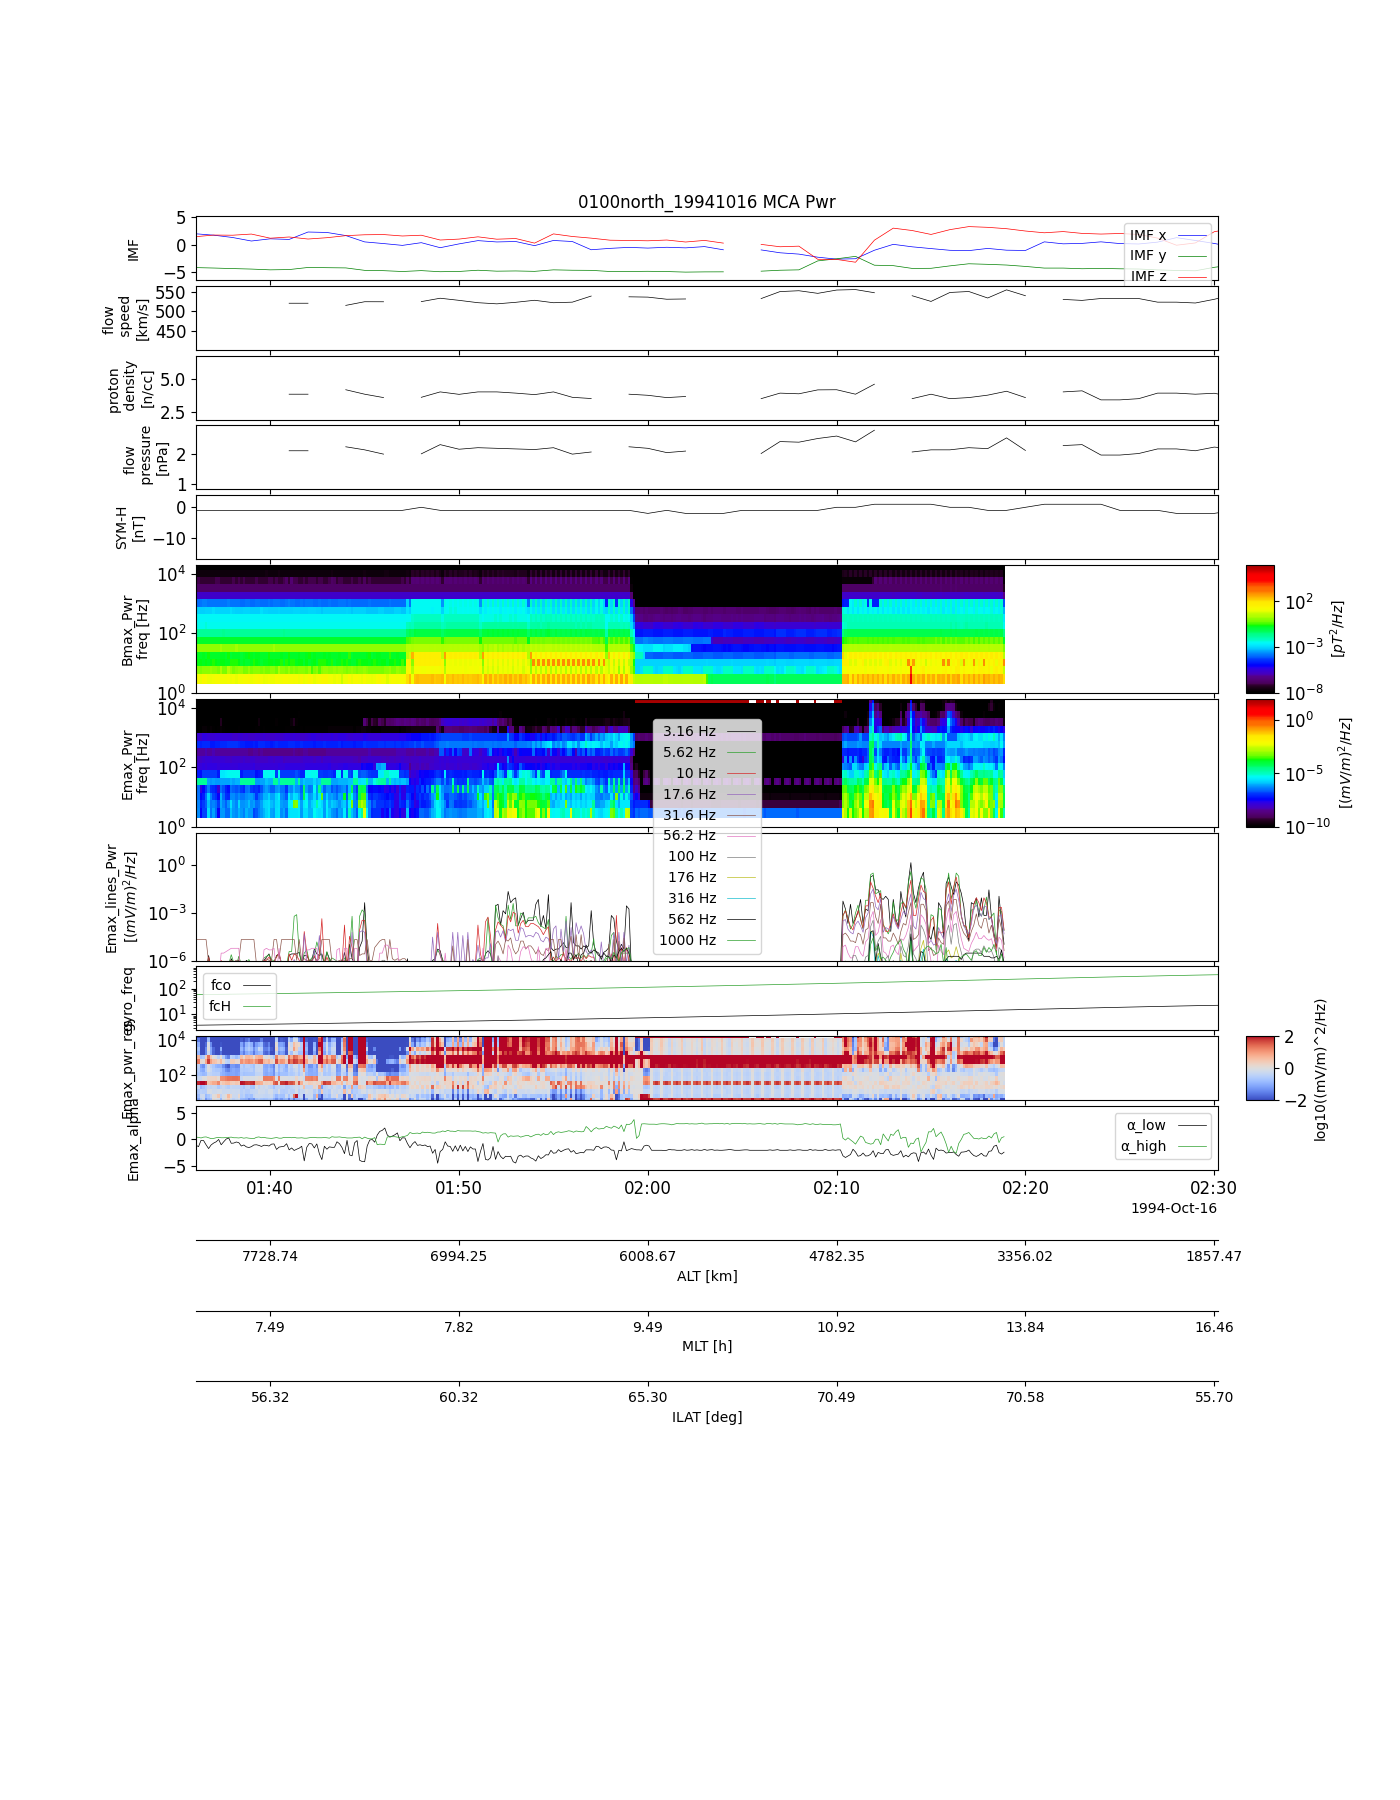 0100north_19941016 MCA Pwr
5
0
−5
IMF
IMF x
IMF y
IMF z
550
500
450
flow
speed
[km/s]
5.0
2.5
proton
density
[n/cc]
2
1
flow
pressure
[nPa]
0
−10
SYM-H
[nT]
10^4
10^2
10^0
Bmax_Pwr
freq [Hz]
10^2
10^−3
10^−8
[pT^2/Hz]
10^4
10^2
10^0
Emax_Pwr
freq [Hz]
10^0
10^−5
10^−10
[(mV/m)^2/Hz]
3.16 Hz
5.62 Hz
10 Hz
17.6 Hz
31.6 Hz
56.2 Hz
100 Hz
176 Hz
316 Hz
562 Hz
1000 Hz
10^0
10^−3
10^−6
Emax_lines_Pwr
[(mV/m)^2/Hz]
10^2
10^1
gyro_freq
fco
fcH
10^4
10^2
Emax_pwr_reg
2
0
−2
log10((mV/m)^2/Hz)
5
0
−5
Emax_alpha
α_low
α_high
01:40 01:50 02:00 02:10 02:20 02:30
1994-Oct-16
7728.74 6994.25 6008.67 4782.35 3356.02 1857.47
ALT [km]
7.49 7.82 9.49 10.92 13.84 16.46
MLT [h]
56.32 60.32 65.30 70.49 70.58 55.70
ILAT [deg]